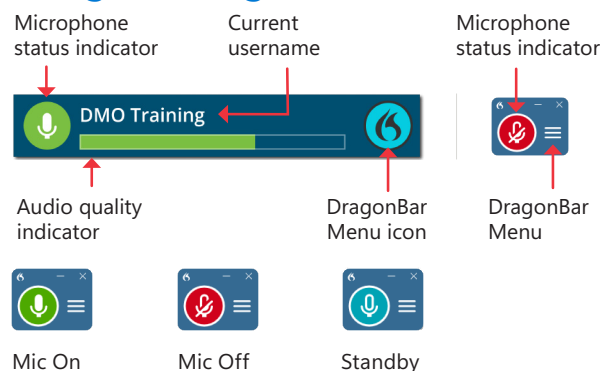 Microphone
status indicator
Current
username
Microphone
status indicator
DMO Training
Audio quality
indicator
DragonBar
Menu icon
DragonBar
Menu
Mic On
Mic Off
Standby